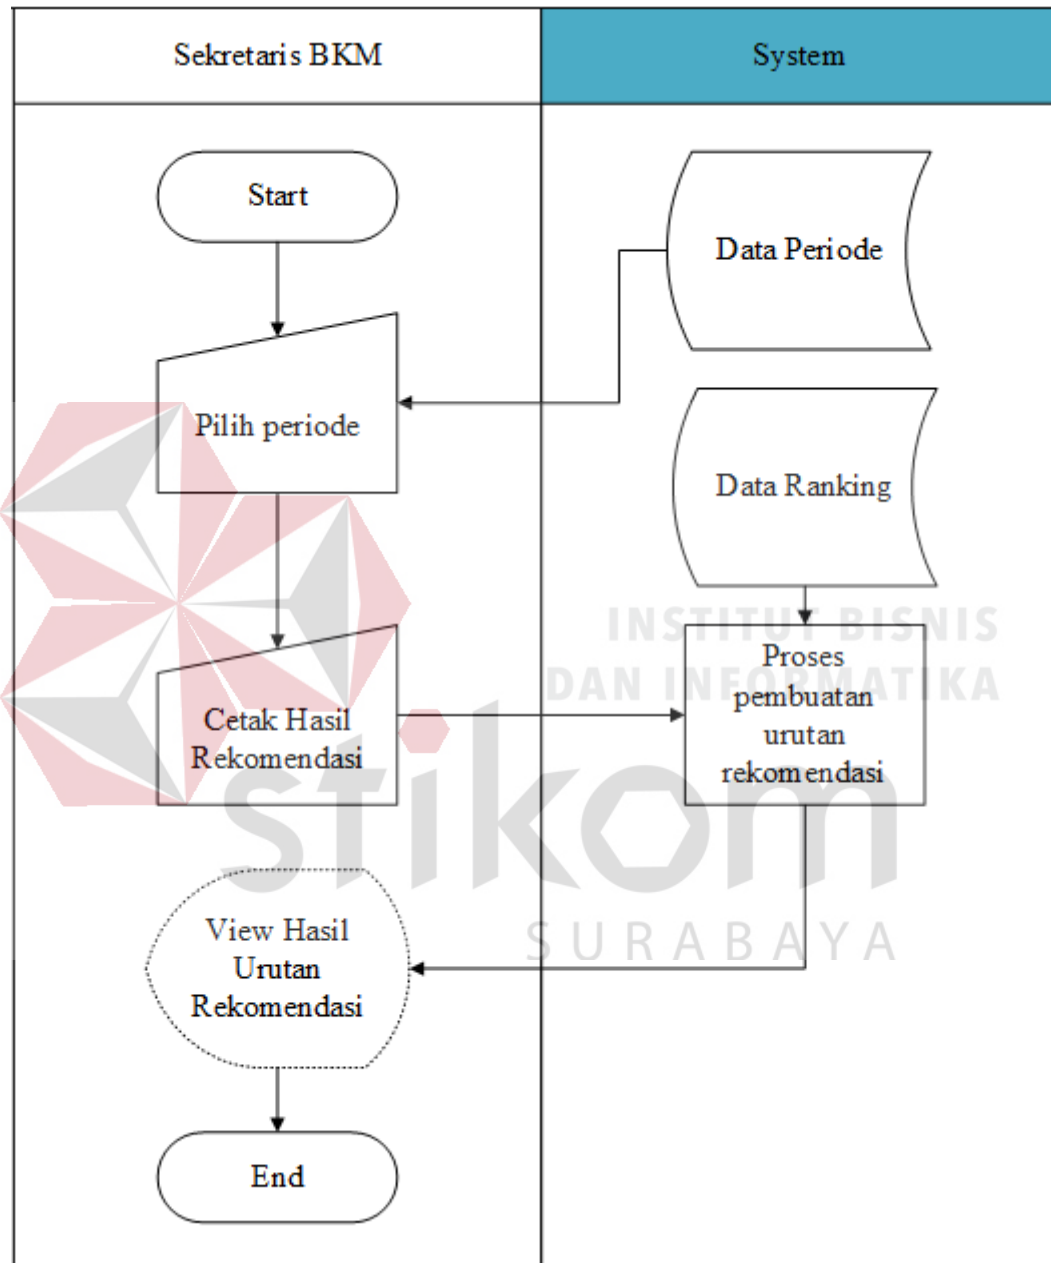 Sekretaris BKM
System
Start
Data Periode
Pilih periode
Data Ranking
INSTITUT BISNIS
DAN INFORMATIKA
Proses
pembuatan
urutan
rekomendasi
Cetak Hasil
Rekomendasi
stikom
SURABAYA
View Hasil
Urutan
Rekomendasi
End